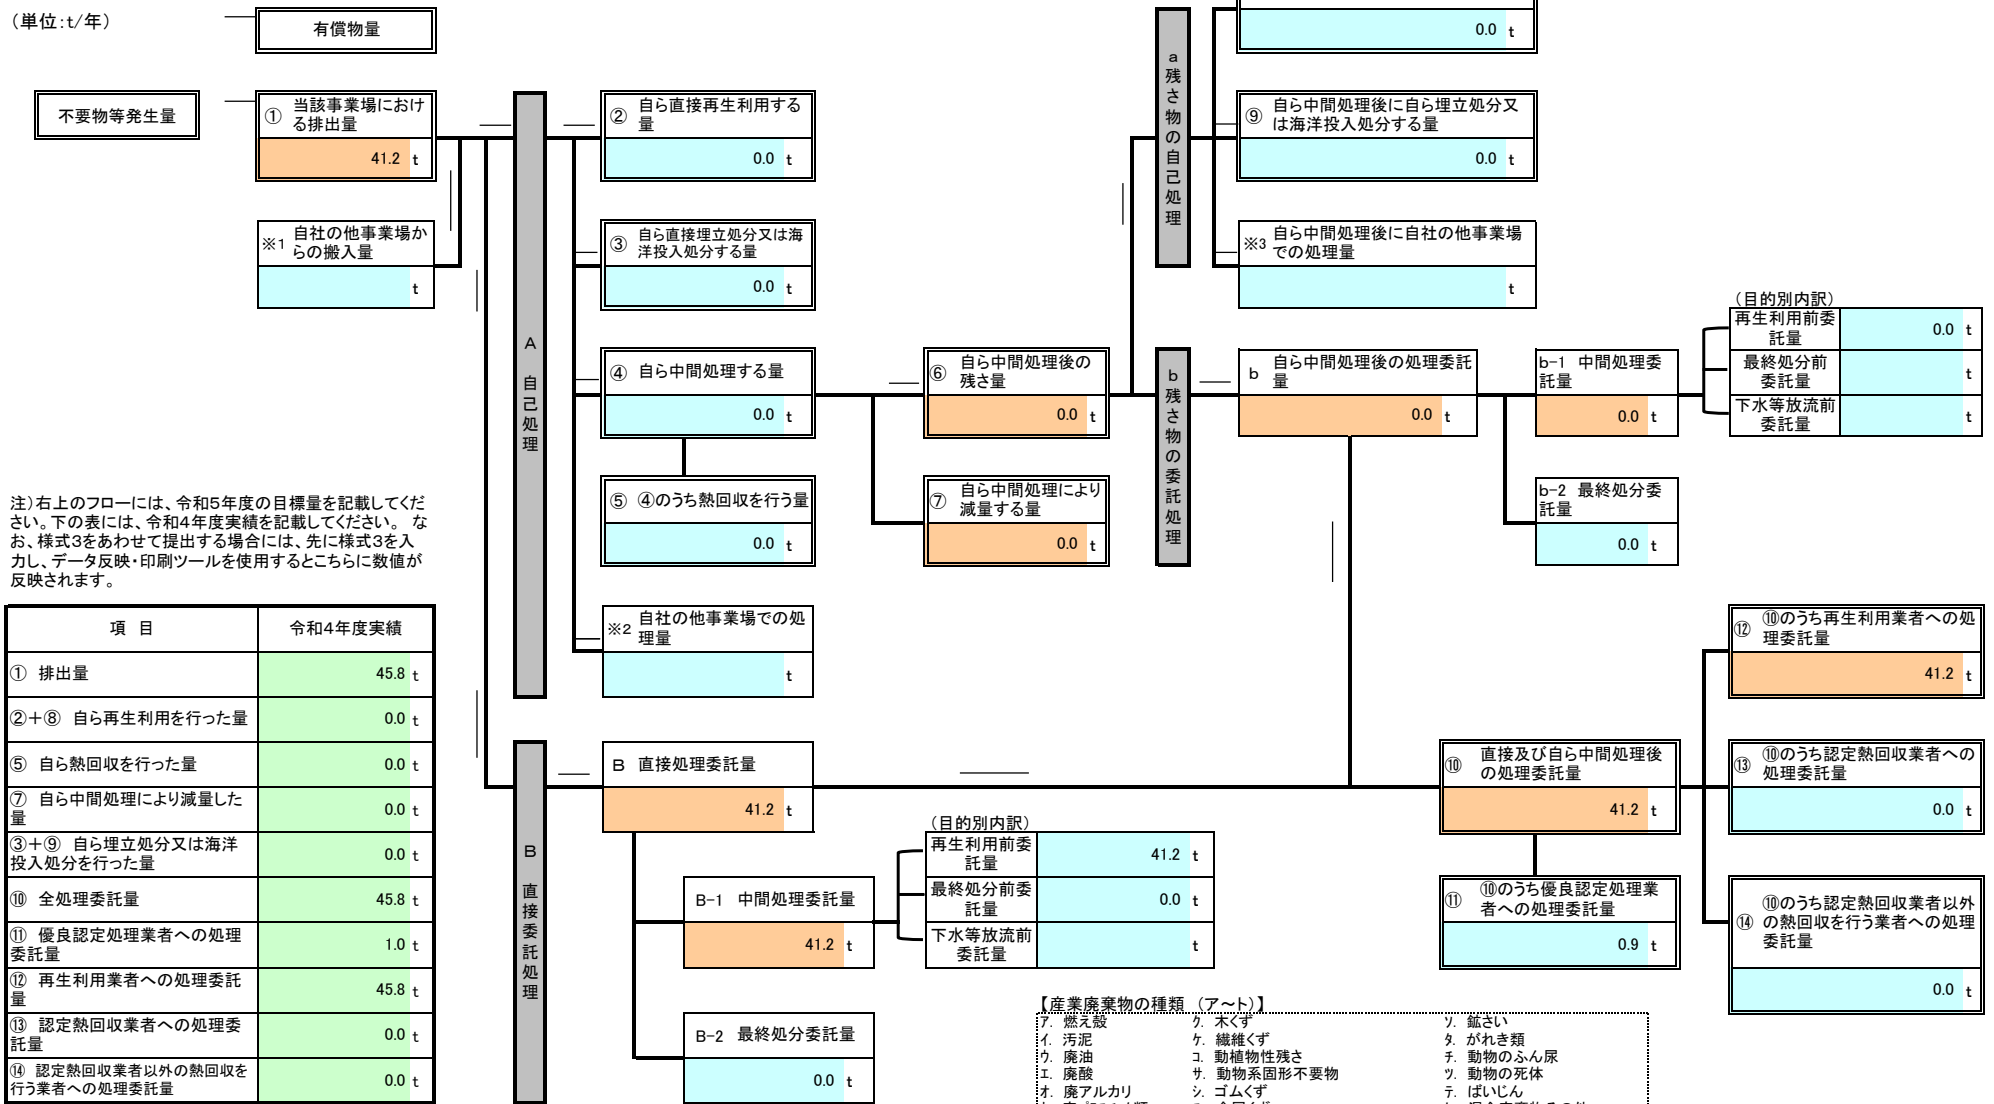 （単位:t/年）
有償物量
0.0 t
不要物等発生量
① 当該事業場におけ
る排出量
41.2 t
※1 自社の他事業場か
らの搬入量
t
A 自己処理
② 自ら直接再生利用する
量
0.0 t
③ 自ら直接埋立処分又は海
洋投入処分する量
0.0 t
④ 自ら中間処理する量
0.0 t
⑤ ④のうち熱回収を行う量
0.0 t
※2 自社の他事業場での処
理量
t
⑥ 自ら中間処理後の
残さ量
0.0 t
⑦ 自ら中間処理により
減量する量
0.0 t
a残さ物の自己処理
⑨ 自ら中間処理後に自ら埋立処分又
は海洋投入処分する量
0.0 t
※3 自ら中間処理後に自社の他事業場
での処理量
t
b残さ物の委託処理
b 自ら中間処理後の処理委託
量
0.0 t
b-1 中間処理委
託量
0.0 t
（目的別内訳）
再生利用前委
託量
0.0 t
最終処分前
委託量
t
下水等放流前
委託量
t
b-2 最終処分委
託量
0.0 t
注）右上のフローには、令和5年度の目標量を記載してくだ
さい。下の表には、令和4年度実績を記載してください。 な
お、様式3をあわせて提出する場合には、先に様式3を入
力し、データ反映・印刷ツールを使用するとこちらに数値が
反映されます。
項 目 令和4年度実績
① 排出量 45.8 t
②＋⑧ 自ら再生利用を行った量 0.0 t
⑤ 自ら熱回収を行った量 0.0 t
⑦ 自ら中間処理により減量した
量 0.0 t
③＋⑨ 自ら埋立処分又は海洋
投入処分を行った量 0.0 t
⑩ 全処理委託量 45.8 t
⑪ 優良認定処理業者への処理
委託量 1.0 t
⑫ 再生利用業者への処理委託
量 45.8 t
⑬ 認定熱回収業者への処理委
託量 0.0 t
⑭ 認定熱回収業者以外の熱回収を
行う業者への処理委託量 0.0 t
B 直接委託処理
B 直接処理委託量
41.2 t
B-1 中間処理委託量
41.2 t
（目的別内訳）
再生利用前委
託量
41.2 t
最終処分前委
託量
0.0 t
下水等放流前
委託量
t
B-2 最終処分委託量
0.0 t
⑩ 直接及び自ら中間処理後
の処理委託量
41.2 t
⑪ ⑩のうち優良認定処理業
者への処理委託量
0.9 t
⑫ ⑩のうち再生利用業者への処
理委託量
41.2 t
⑬ ⑩のうち認定熱回収業者への
処理委託量
0.0 t
⑭ ⑩のうち認定熱回収業者以外
の熱回収を行う業者への処理
委託量
0.0 t
【産業廃棄物の種類 （ア～ト）】
ア. 燃え殻 ク. 木くず ソ. 鉱さい
イ. 汚泥 ケ. 繊維くず タ. がれき類
ウ. 廃油 コ. 動植物性残さ チ. 動物のふん尿
エ. 廃酸 サ. 動物系固形不要物 ツ. 動物の死体
オ. 廃アルカリ シ. ゴムくず テ. ばいじん